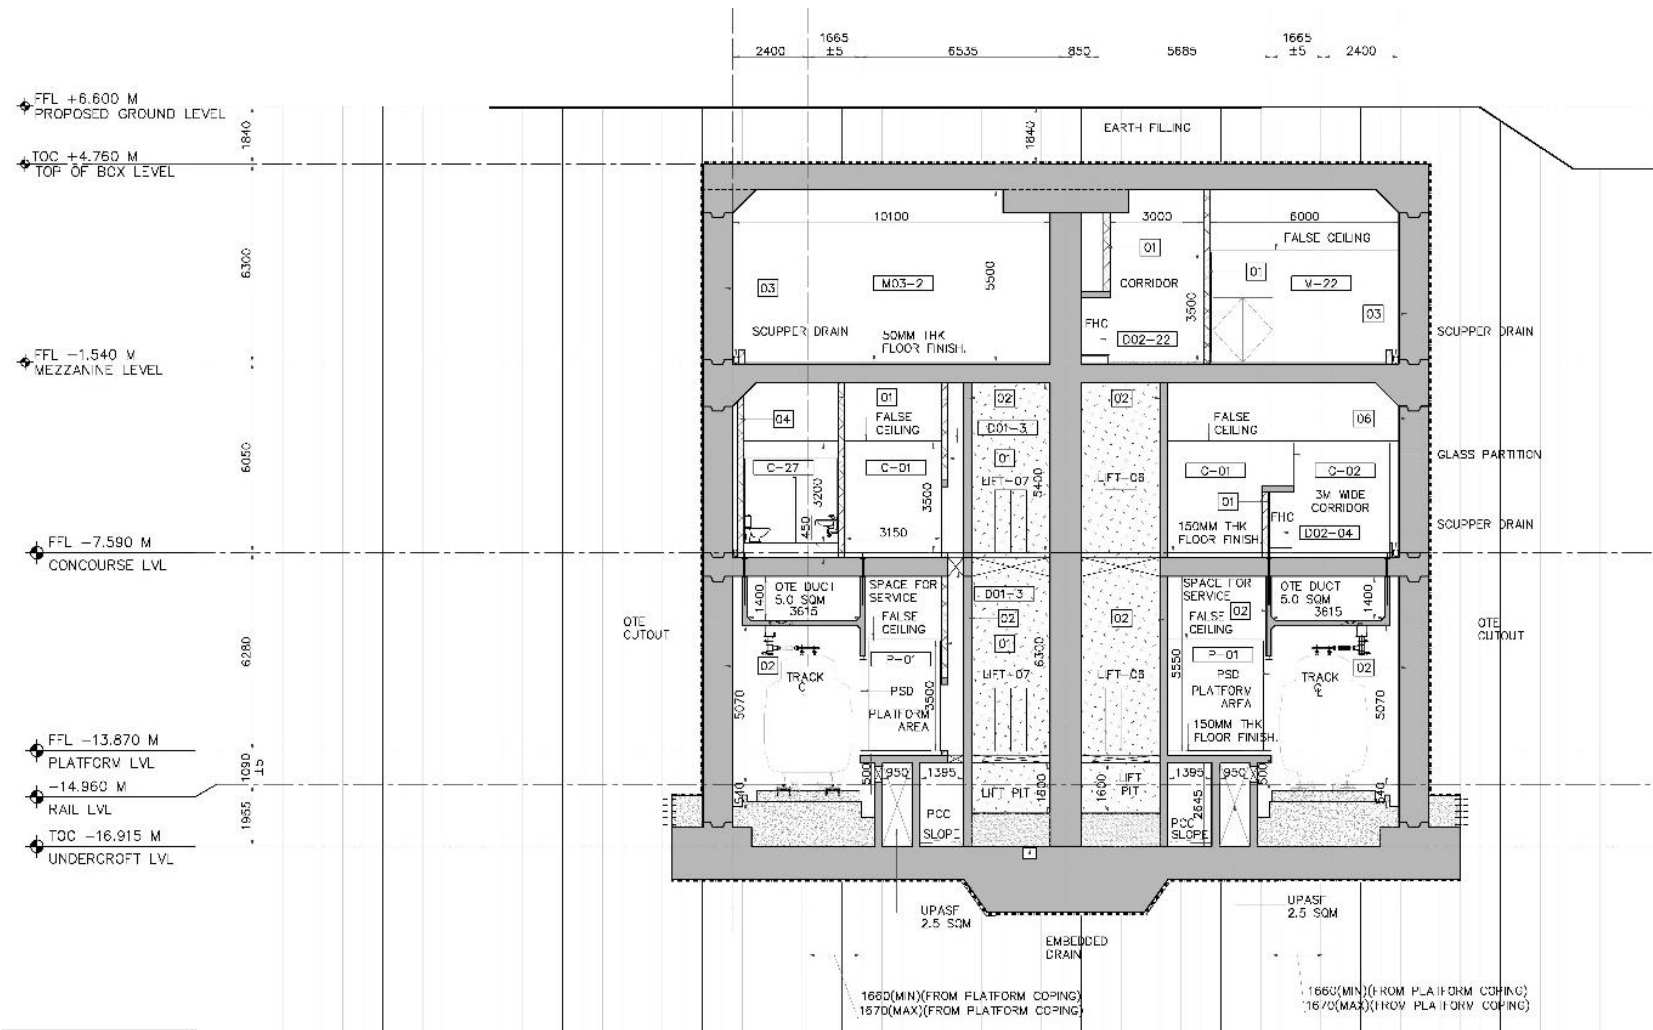 1665
1665
2400
±5
6535
850
5685
±5
2400
FFL +6.600 M
PROPOSED GROUND LEVEL
1840
1840
EARTH FILLING
TOC +4.760 M
TOP OF BOX LEVEL
10100
3000
6000
FALSE CEILING
01
01
6300
5500
03
M03-2
CORRIDOR
V-22
3500
03
SCUPPER DRAIN
50MM THK
FLOOR FINISH.
FHC
D02-22
SCUPPER DRAIN
FFL -1.540 M
MEZZANINE LEVEL
01
02
02
04
FALSE
CEILING
D01-3
FALSE
CEILING
06
6050
01
GLASS PARTITION
C-27
C-01
C-01
C-02
3200
3500
LIFT-07
5400
LIFT-06
3M WIDE
CORRIDOR
01
450
3150
FHC
150MM THK
FLOOR FINISH
D02-04
SCUPPER DRAIN
FFL -7.590 M
CONCOURSE LVL
1400
OTE DUCT
5.0 SQM
3615
SPACE FOR
SERVICE
D01-3
SPACE FOR
SERVICE
02
OTE DUCT
5.0 SQM
3615
1400
OTE
CUTOUT
FALSE
CEILING
02
02
FALSE
CEILING
OTE
CUTOUT
6280
01
02
P-01
6300
P-01
02
TRACK
C
PSD
3500
LIFT-07
LIFT-06
5550
PSD
TRACK
5070
PLATFORM
AREA
PLATFORM
AREA
5070
150MM THK
FLOOR FINISH.
FFL -13.870 M
PLATFORM LVL
1090
±5
500
950
1395
LIFT PIT
1600
1600
LIFT
PIT
1395
950
500
-14.960 M
RAIL LVL
540
540
1955
PCC
SLOPE
PCC
SLOPE
2645
TOC -16.915 M
UNDERCROFT LVL
UPASF
2.5 SQM
UPASF
2.5 SQM
EMBEDDED
DRAIN
1660(MIN)(FROM PLATFORM COPING)
1670(MAX)(FROM PLATFORM COPING)
1660(MIN)(FROM PLATFORM COPING)
1670(MAX)(FROM PLATFORM COPING)